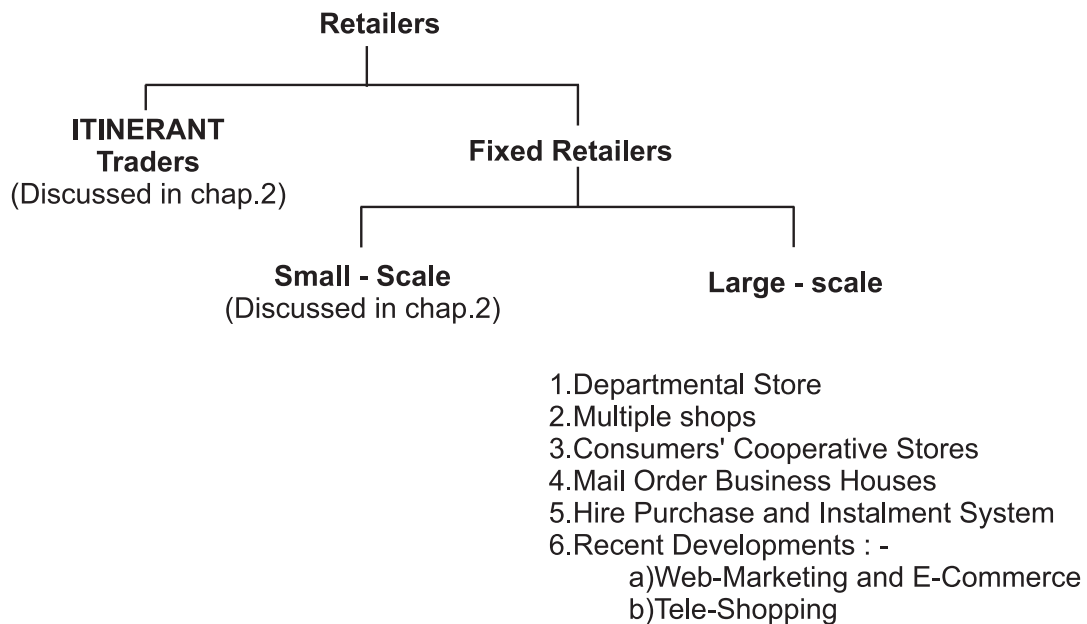 Retailers
ITINERANT
Traders
(Discussed in chap.2)
Fixed Retailers
Small - Scale
(Discussed in chap.2)
Large - scale
1.Departmental Store
2.Multiple shops
3.Consumers' Cooperative Stores
4.Mail Order Business Houses
5.Hire Purchase and Instalment System
6.Recent Developments : -
a)Web-Marketing and E-Commerce
b)Tele-Shopping